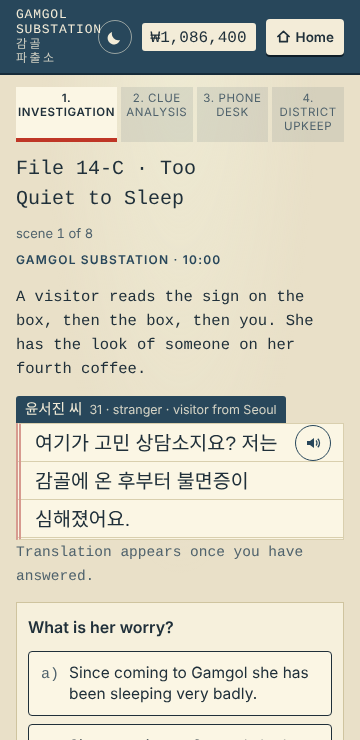 GAMGOL
SUBSTATION
감골
파출소
₩1,086,400
Home
1.
INVESTIGATION
2. CLUE
ANALYSIS
3. PHONE
DESK
4.
DISTRICT
UPKEEP
File 14-C · Too
Quiet to Sleep
scene 1 of 8
GAMGOL SUBSTATION · 10:00
A visitor reads the sign on the
box, then the box, then you. She
has the look of someone on her
fourth coffee.
윤서진 씨 31 · stranger · visitor from Seoul
여기가 고민 상담소지요? 저는
감골에 온 후부터 불면증이
심해졌어요.
Translation appears once you have
answered.
What is her worry?
a) Since coming to Gamgol she has
been sleeping very badly.